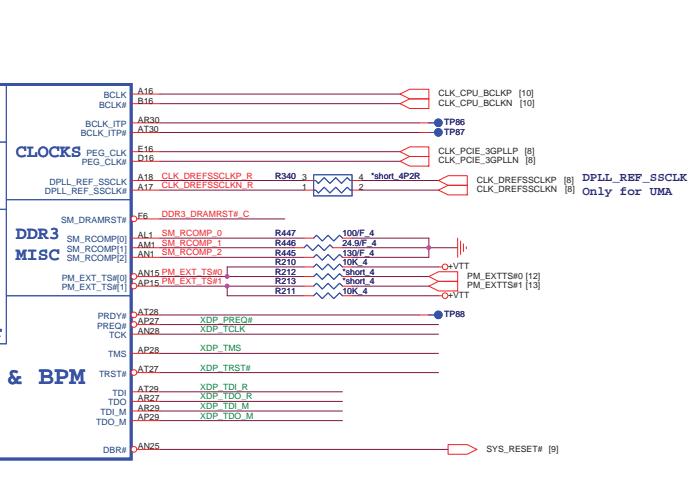 BCLK A16 CLK_CPU_BCLKP [10]
BCLK# B16 CLK_CPU_BCLKN [10]
BCLK_ITP AR30 TP86
BCLK_ITP# AT30 TP87
CLOCKS
PEG_CLK E16 CLK_PCIE_3GPLLP [8]
PEG_CLK# D16 CLK_PCIE_3GPLLN [8]
DPLL_REF_SSCLK A18 CLK_DREFSSCLKP_R R340 3 4 *short_4P2R CLK_DREFSSCLKP [8] DPLL_REF_SSCLK
DPLL_REF_SSCLK# A17 CLK_DREFSSCLKN_R 1 2 CLK_DREFSSCLKN [8] Only for UMA
SM_DRAMRST# F6 DDR3_DRAMRST#_C
DDR3
MISC
SM_RCOMP[0] AL1 SM_RCOMP_0 R447 100/F_4
SM_RCOMP[1] AM1 SM_RCOMP_1 R446 24.9/F_4
SM_RCOMP[2] AN1 SM_RCOMP_2 R445 130/F_4
R210 10K_4 +VTT
PM_EXT_TS#[0] AN15 PM_EXT_TS#0 R212 *short_4 PM_EXTTS#0 [12]
PM_EXT_TS#[1] AP15 PM_EXT_TS#1 R213 *short_4 PM_EXTTS#1 [13]
R211 10K_4 +VTT
PRDY# AT28 TP88
PREQ# AP27 XDP_PREQ#
TCK AN28 XDP_TCLK
TMS AP28 XDP_TMS
& BPM
TRST# AT27 XDP_TRST#
TDI AT29 XDP_TDI_R
TDO AR27 XDP_TDO_R
TDI_M AR29 XDP_TDI_M
TDO_M AP29 XDP_TDO_M
DBR# AN25 SYS_RESET# [9]